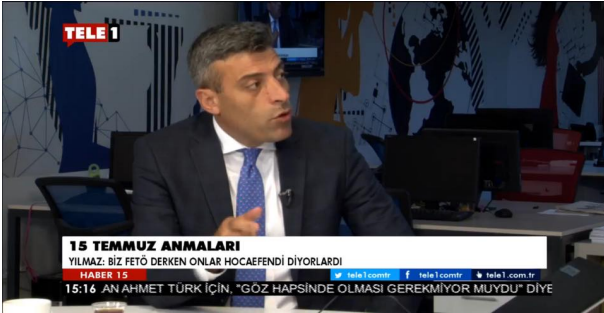 TELE1
15 TEMMUZ ANMALARI
YILMAZ: BİZ FETÖ DERKEN ONLAR HOCAEFENDİ DİYORLARDI
HABER 15 tele1comtr tele1comtr tele1.com.tr
15:16 .AN AHMET TÜRK İÇİN, "GÖZ HAPSİNDE OLMASI GEREKMİYOR MUYDU" DİYE